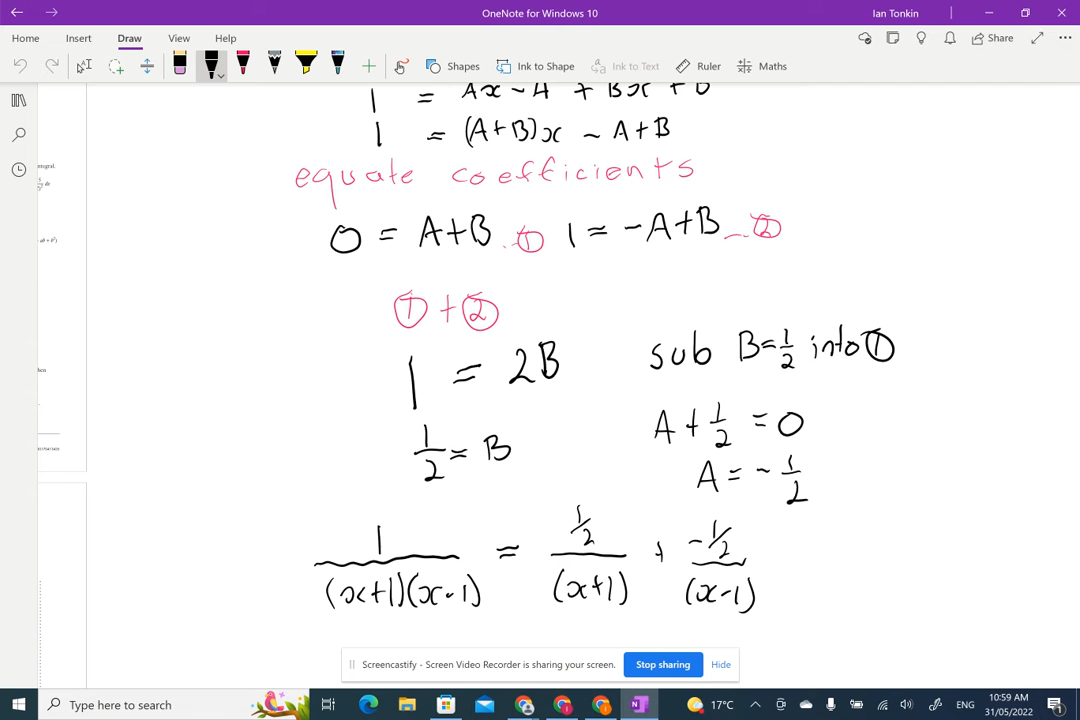 OneNote for Windows 10
Ian Tonkin
Home Insert Draw View Help
Share
Shapes Ink to Shape Ink to Text Ruler Maths
1 = Ax - A + Bx + B
1 = (A+B)x - A+B
equate coefficients
0 = A+B - ① 1 = -A+B - ②
① + ②
1 = 2B
sub B=1/2 into ①
A + 1/2 = 0
1/2 = B
A = - 1/2
1/(x+1)(x-1) = 1/2/(x+1) + -1/2/(x-1)
Screencastify - Screen Video Recorder is sharing your screen.
Stop sharing
Hide
Type here to search
17°C
ENG
10:59 AM
31/05/2022
integral.